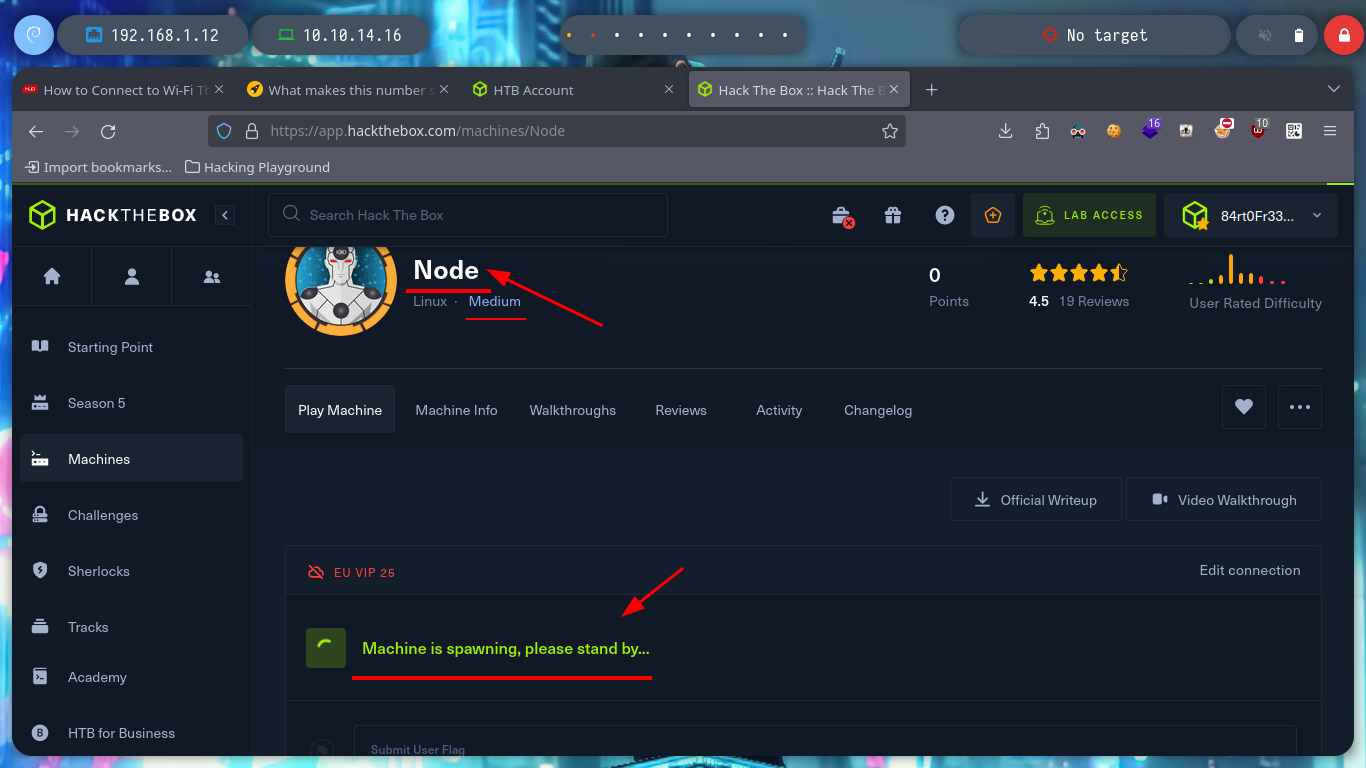 192.168.1.12
10.10.14.16
No target
How to Connect to Wi-Fi Th
What makes this number s
HTB Account
Hack The Box :: Hack The B
https://app.hackthebox.com/machines/Node
16
10
Import bookmarks...
Hacking Playground
HACKTHEBOX
Search Hack The Box
LAB ACCESS
84rt0Fr33...
Node
Linux · Medium
0
Points
4.5 19 Reviews
User Rated Difficulty
Starting Point
Season 5
Machines
Challenges
Sherlocks
Tracks
Academy
HTB for Business
Play Machine
Machine Info
Walkthroughs
Reviews
Activity
Changelog
Official Writeup
Video Walkthrough
EU VIP 25
Edit connection
Machine is spawning, please stand by...
Submit User Flag